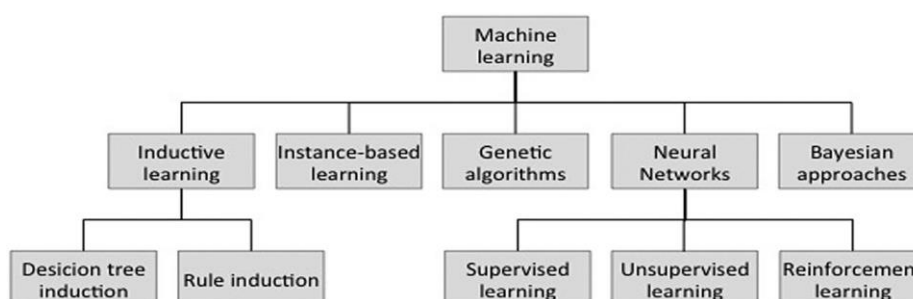 Machine
learning
Inductive
learning
Instance-based
learning
Genetic
algorithms
Neural
Networks
Bayesian
approaches
Desicion tree
induction
Rule induction
Supervised
learning
Unsupervised
learning
Reinforcement
learning